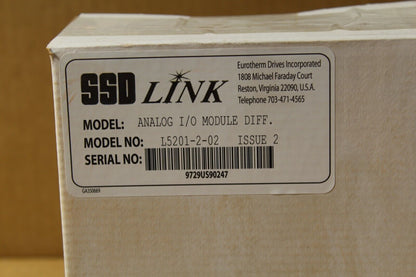 SSD LINK
Eurotherm Drives Incorporated
1808 Michael Faraday Court
Reston, Virginia 22090, U.S.A.
Telephone 703-471-4565
MODEL: ANALOG I/O MODULE DIFF.
MODEL NO: L5201-2-02 ISSUE 2
SERIAL NO:
9729US90247
GA350869